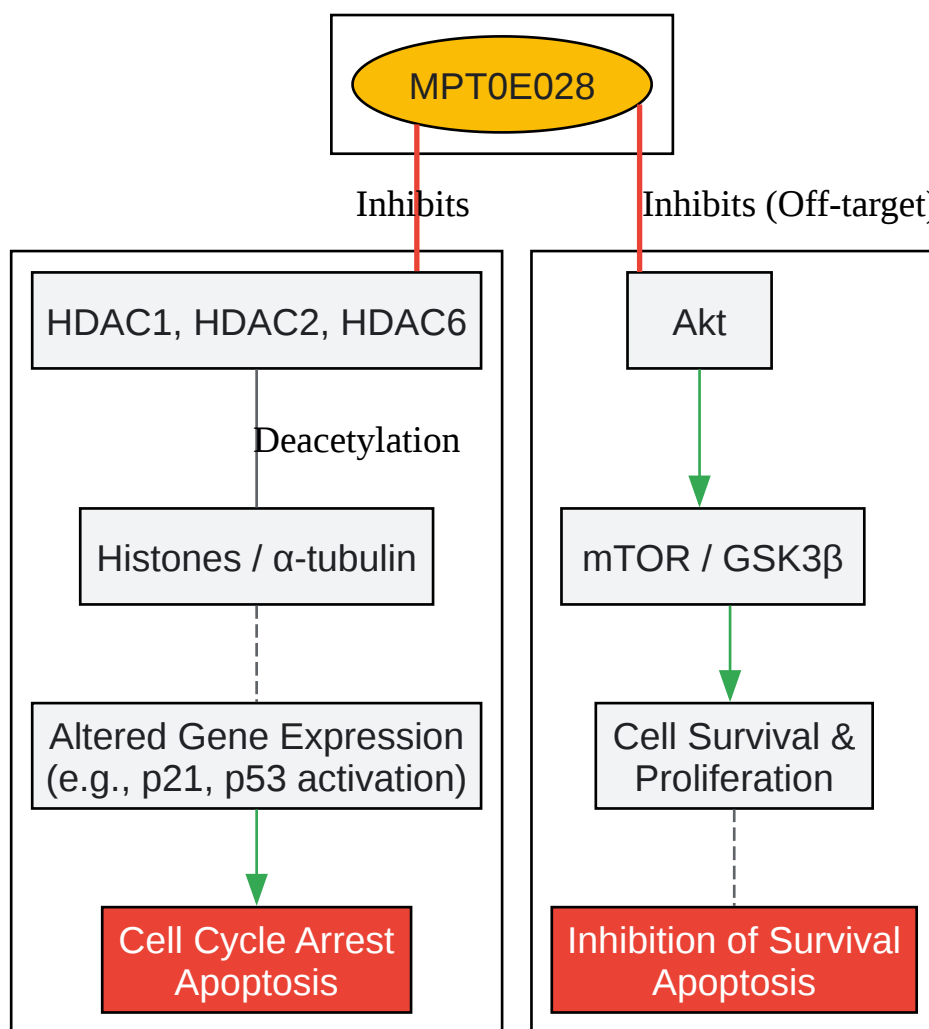 MPT0E028
Inhibits
Inhibits (Off-target)
HDAC1, HDAC2, HDAC6
Akt
Deacetylation
Histones / α-tubulin
mTOR / GSK3β
Altered Gene Expression
(e.g., p21, p53 activation)
Cell Survival &
Proliferation
Cell Cycle Arrest
Apoptosis
Inhibition of Survival
Apoptosis